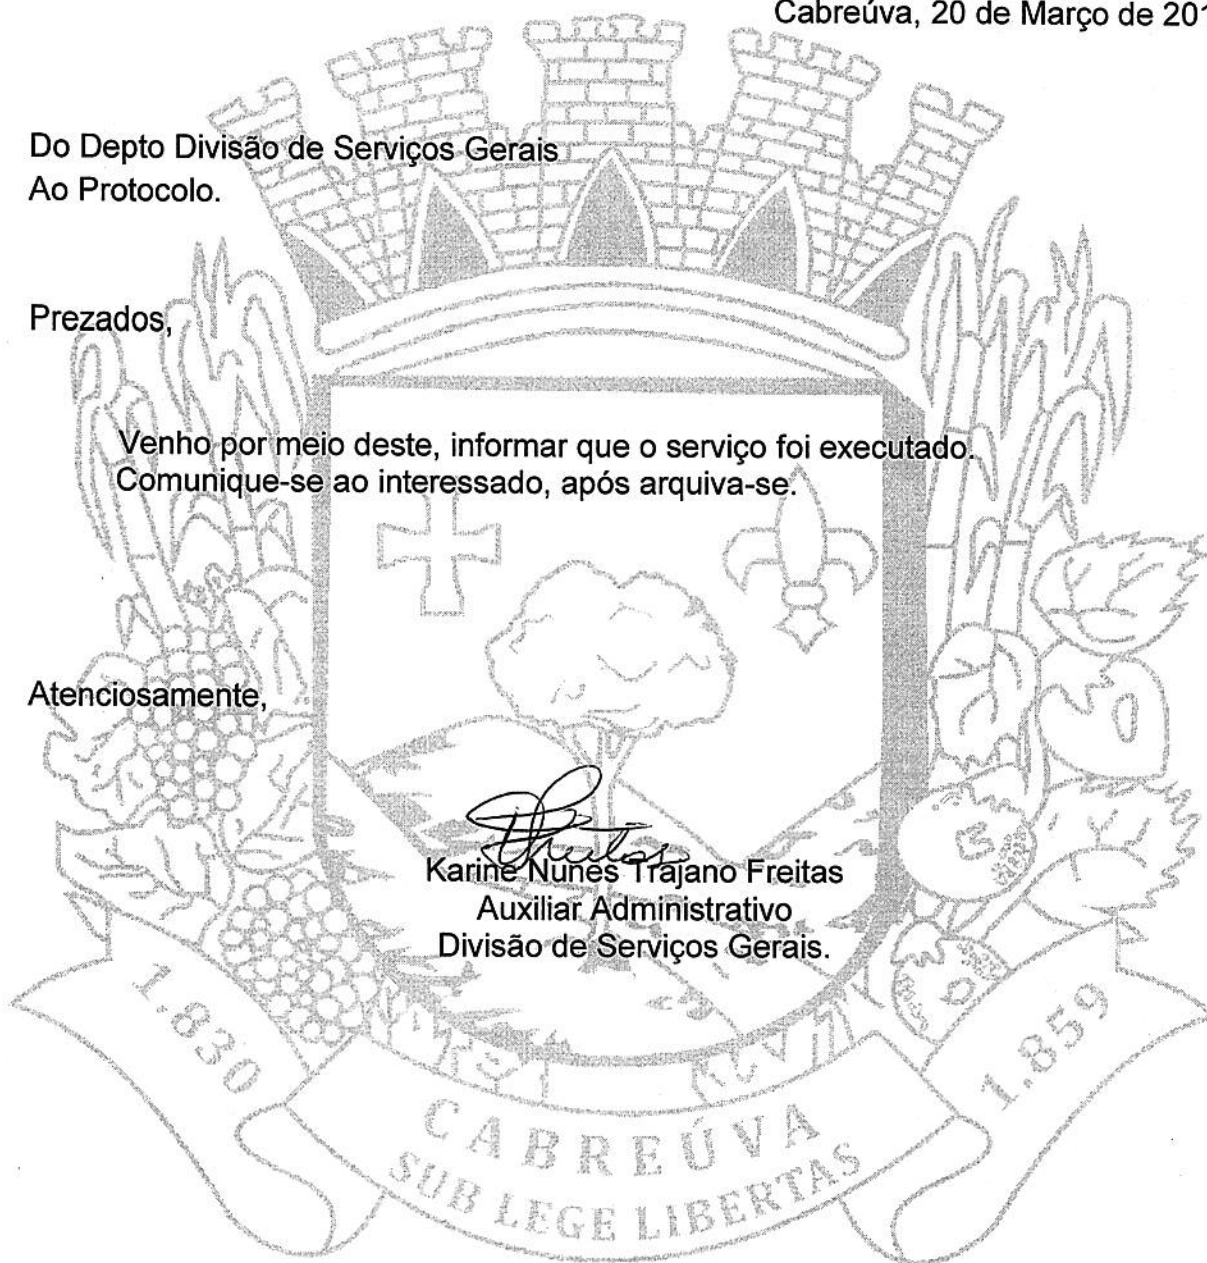 Cabreúva, 20 de Março de 201
Do Depto Divisão de Serviços Gerais
Ao Protocolo.
Prezados,
Venho por meio deste, informar que o serviço foi executado.
Comunique-se ao interessado, após arquiva-se.
Atenciosamente,
Freitas
Karine Nunes Trajano Freitas
Auxiliar Administrativo
Divisão de Serviços Gerais.
1.830
1.859
CABREÚVA
SUB LEGE LIBERTAS